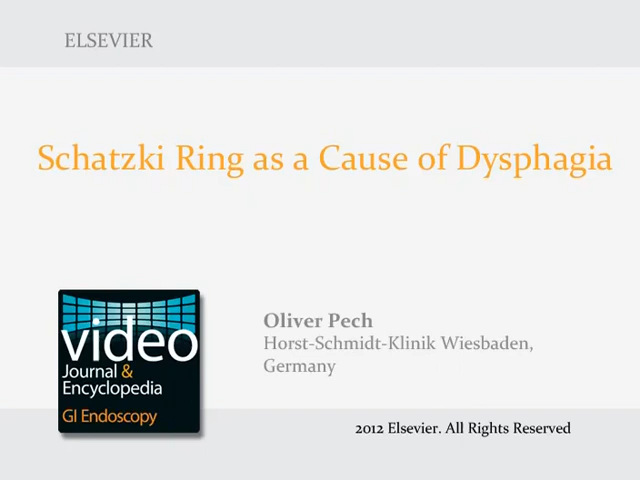 ELSEVIER
Schatzki Ring as a Cause of Dysphagia
video
Journal &
Encyclopedia
GI Endoscopy
Oliver Pech
Horst-Schmidt-Klinik Wiesbaden,
Germany
2012 Elsevier. All Rights Reserved